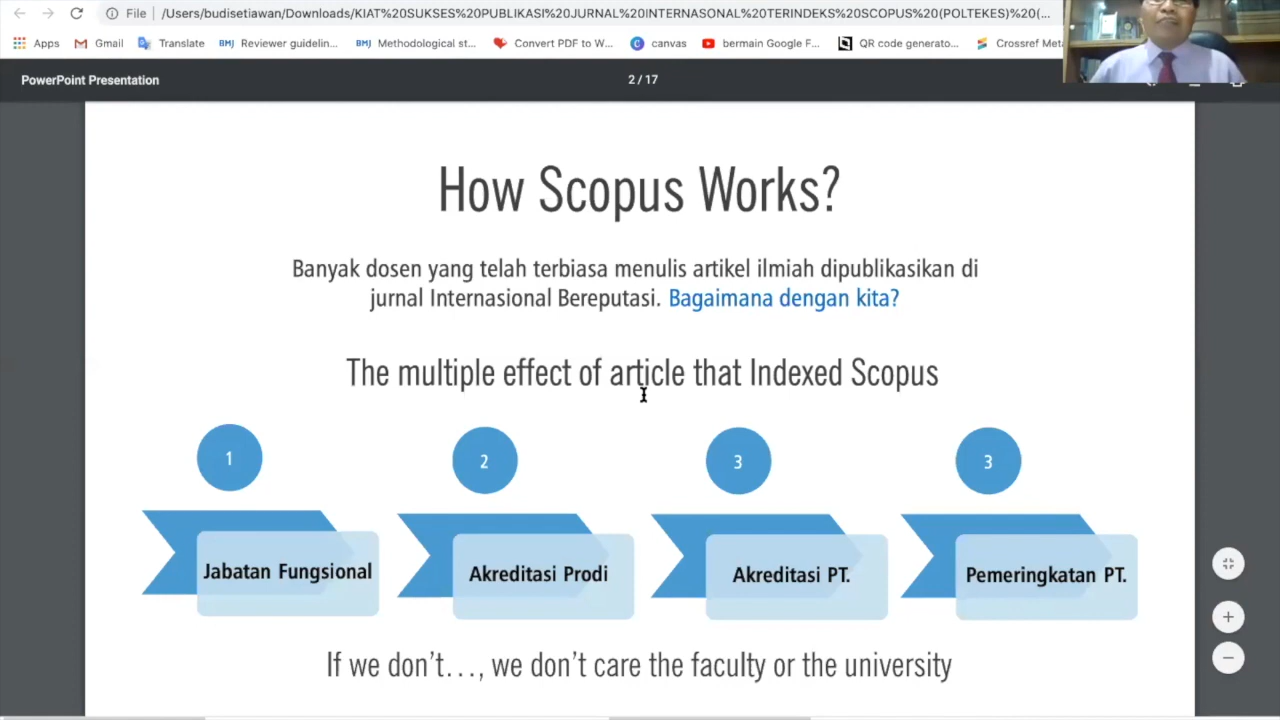 File
/Users/budisetiawan/Downloads/KIAT%20SUKSES%20PUBLIKASI%20JURNAL%20INTERNASONAL%20TERINDEKS%20SCOPUS%20(POLTEKES)%20(...
Apps Gmail Translate BMJ Reviewer guidelin... BMJ Methodological st... Convert PDF to W... canvas bermain Google F... QR code generato... Crossref Met
PowerPoint Presentation 2 / 17
How Scopus Works?
Banyak dosen yang telah terbiasa menulis artikel ilmiah dipublikasikan di
jurnal Internasional Bereputasi. Bagaimana dengan kita?
The multiple effect of article that Indexed Scopus
1 2 3 3
Jabatan Fungsional Akreditasi Prodi Akreditasi PT. Pemeringkatan PT.
If we don't..., we don't care the faculty or the university